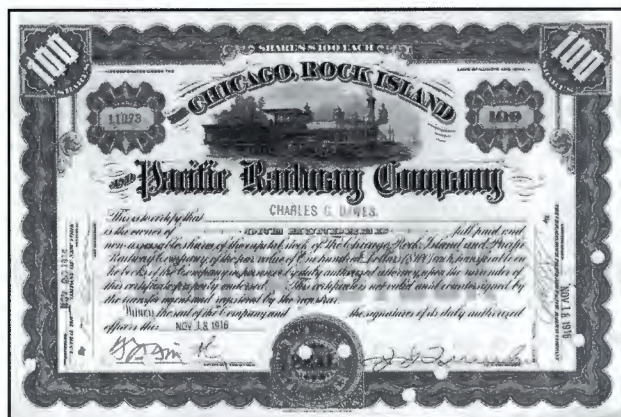 100
SHARES $100 EACH
100
INCORPORATED UNDER THE
LAWS OF ILLINOIS AND IOWA
11073
THE CHICAGO, ROCK ISLAND
100
AND Pacific Railway Company
This is to certify that CHARLES G. DAWES
is the owner of ONE HUNDRED full paid and
non-assessable shares of the capital stock of The Chicago, Rock Island and Pacific
Railway Company, of the par value of One hundred Dollars ($100) each, transferable on
the books of the Company in person or by duly authorized attorney, upon the surrender of
this certificate properly endorsed. This certificate is not valid until countersigned by
the transfer agent and registered by the registrar.
Witness, the seal of the Company and the signatures of its duly authorized
officers this NOV 18 1916
NOV 1916
NOV 18 1916